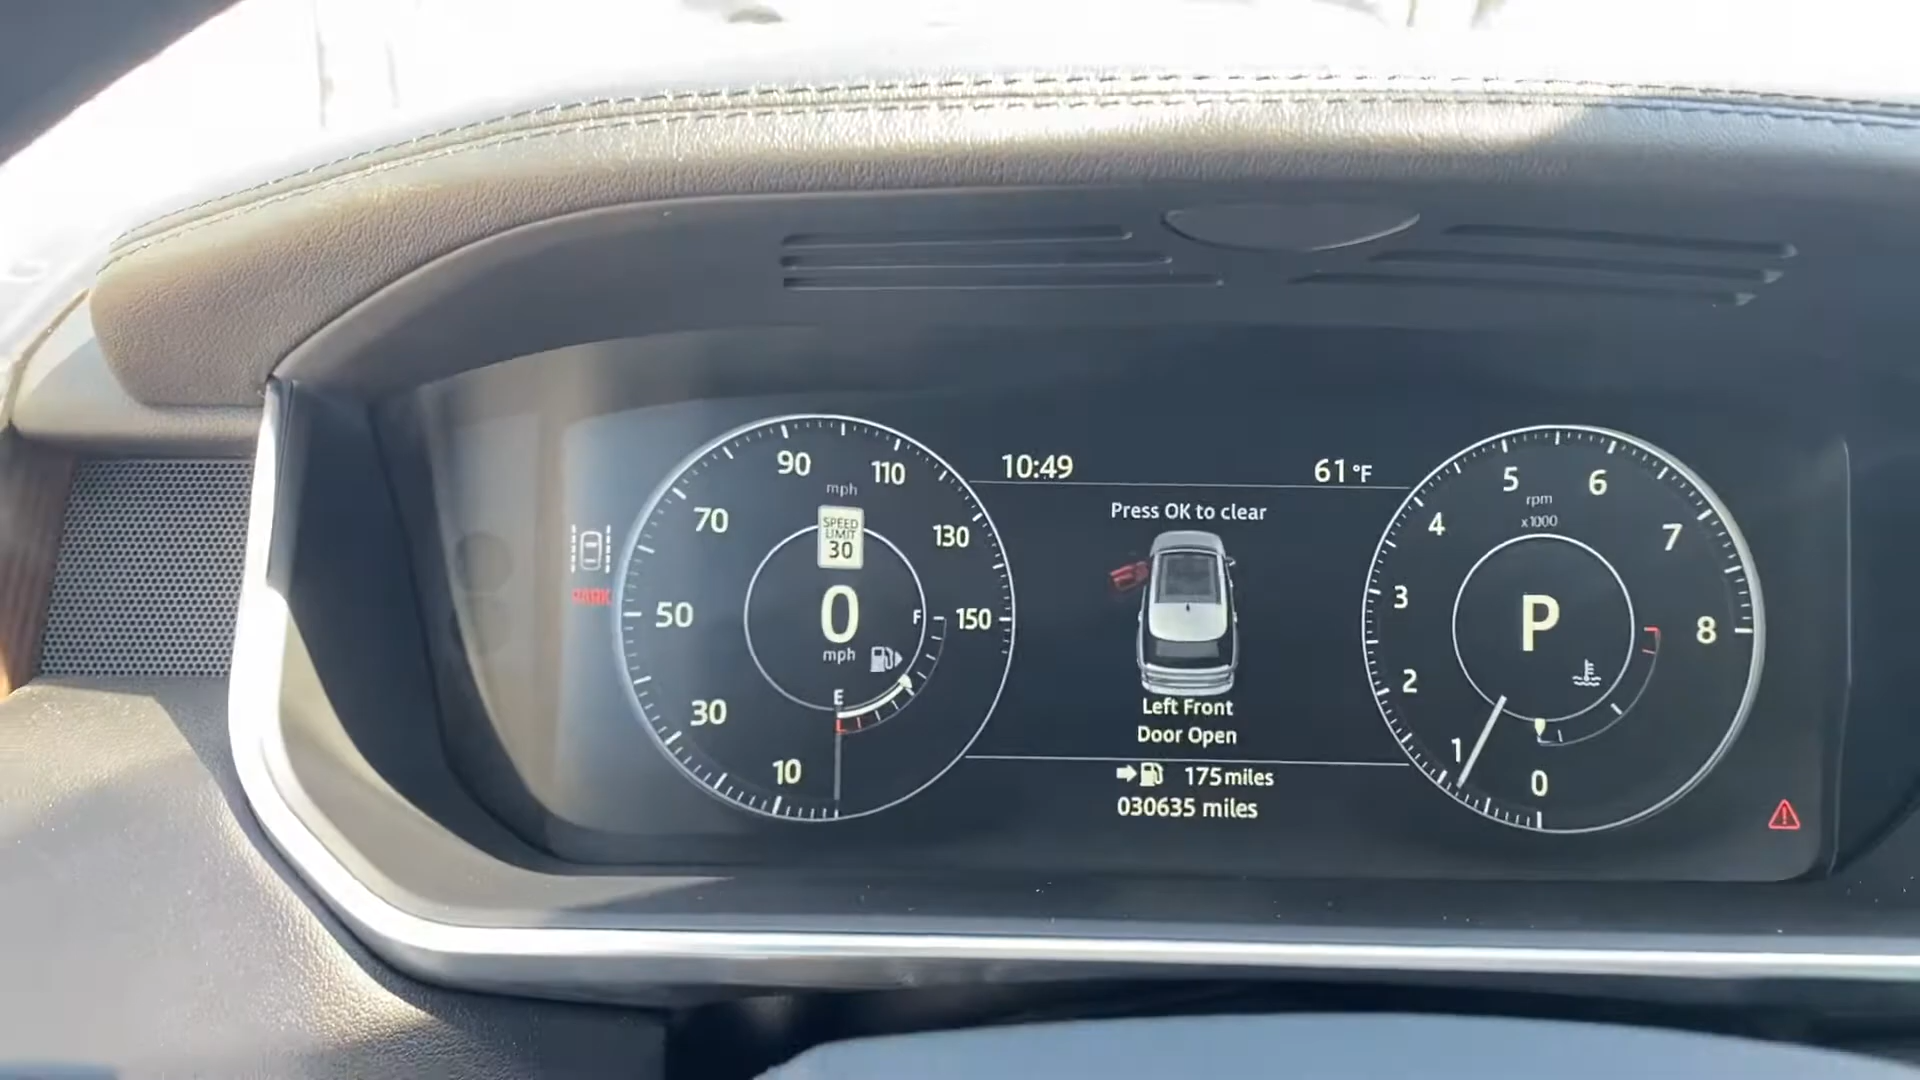 10:49
61°F
Press OK to clear
Left Front
Door Open
175 miles
030635 miles
PARK
10
30
50
70
90
110
130
150
mph
SPEED
LIMIT
30
0
mph
F
E
0
1
2
3
4
5
6
7
8
rpm
x1000
P